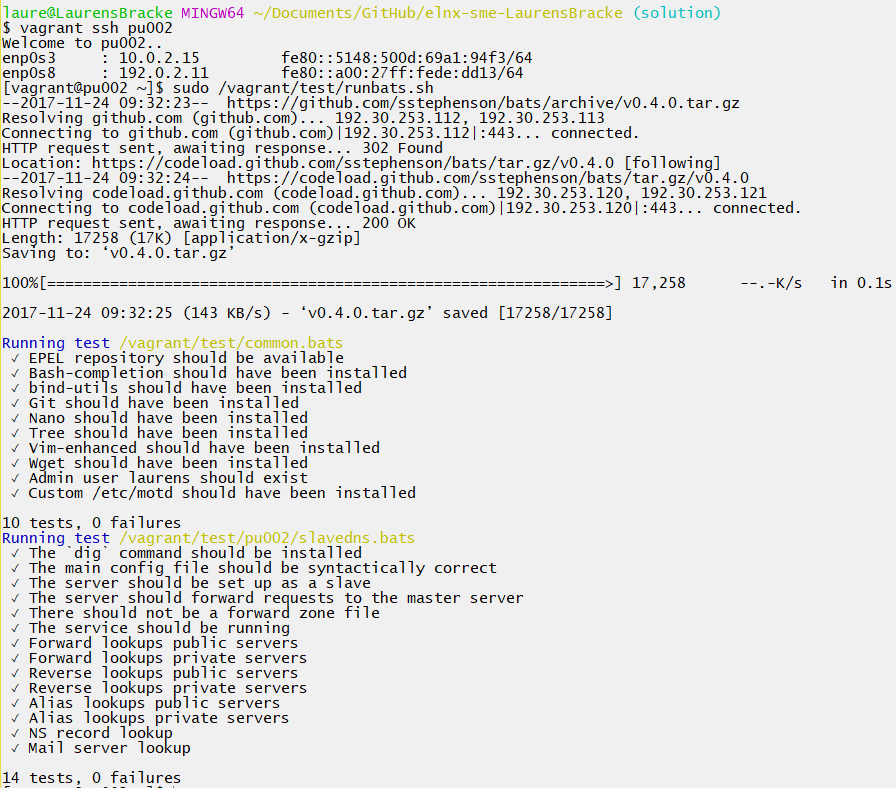 laure@LaurensBracke MINGW64 ~/Documents/GitHub/elnx-sme-LaurensBracke (solution)
$ vagrant ssh pu002
Welcome to pu002..
enp0s3     : 10.0.2.15         fe80::5148:500d:69a1:94f3/64
enp0s8     : 192.0.2.11        fe80::a00:27ff:fede:dd13/64
[vagrant@pu002 ~]$ sudo /vagrant/test/runbats.sh
--2017-11-24 09:32:23--  https://github.com/sstephenson/bats/archive/v0.4.0.tar.gz
Resolving github.com (github.com)... 192.30.253.112, 192.30.253.113
Connecting to github.com (github.com)|192.30.253.112|:443... connected.
HTTP request sent, awaiting response... 302 Found
Location: https://codeload.github.com/sstephenson/bats/tar.gz/v0.4.0 [following]
--2017-11-24 09:32:24--  https://codeload.github.com/sstephenson/bats/tar.gz/v0.4.0
Resolving codeload.github.com (codeload.github.com)... 192.30.253.120, 192.30.253.121
Connecting to codeload.github.com (codeload.github.com)|192.30.253.120|:443... connected.
HTTP request sent, awaiting response... 200 OK
Length: 17258 (17K) [application/x-gzip]
Saving to: ‘v0.4.0.tar.gz’
100%[==============================================================>] 17,258      --.-K/s   in 0.1s
2017-11-24 09:32:25 (143 KB/s) - ‘v0.4.0.tar.gz’ saved [17258/17258]
Running test /vagrant/test/common.bats
✓ EPEL repository should be available
✓ Bash-completion should have been installed
✓ bind-utils should have been installed
✓ Git should have been installed
✓ Nano should have been installed
✓ Tree should have been installed
✓ Vim-enhanced should have been installed
✓ Wget should have been installed
✓ Admin user laurens should exist
✓ Custom /etc/motd should have been installed
10 tests, 0 failures
Running test /vagrant/test/pu002/slavedns.bats
✓ The `dig` command should be installed
✓ The main config file should be syntactically correct
✓ The server should be set up as a slave
✓ The server should forward requests to the master server
✓ There should not be a forward zone file
✓ The service should be running
✓ Forward lookups public servers
✓ Forward lookups private servers
✓ Reverse lookups public servers
✓ Reverse lookups private servers
✓ Alias lookups public servers
✓ Alias lookups private servers
✓ NS record lookup
✓ Mail server lookup
14 tests, 0 failures